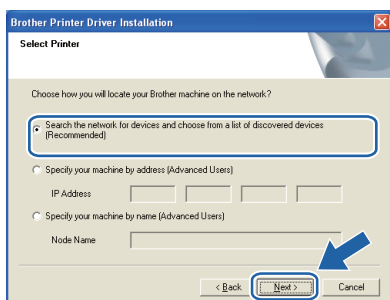 Brother Printer Driver Installation
Select Printer
Choose how you will locate your Brother machine on the network?
Search the network for devices and choose from a list of discovered devices
(Recommended)
Specify your machine by address (Advanced Users)
IP Address
Specify your machine by name (Advanced Users)
Node Name
< Back
Next >
Cancel